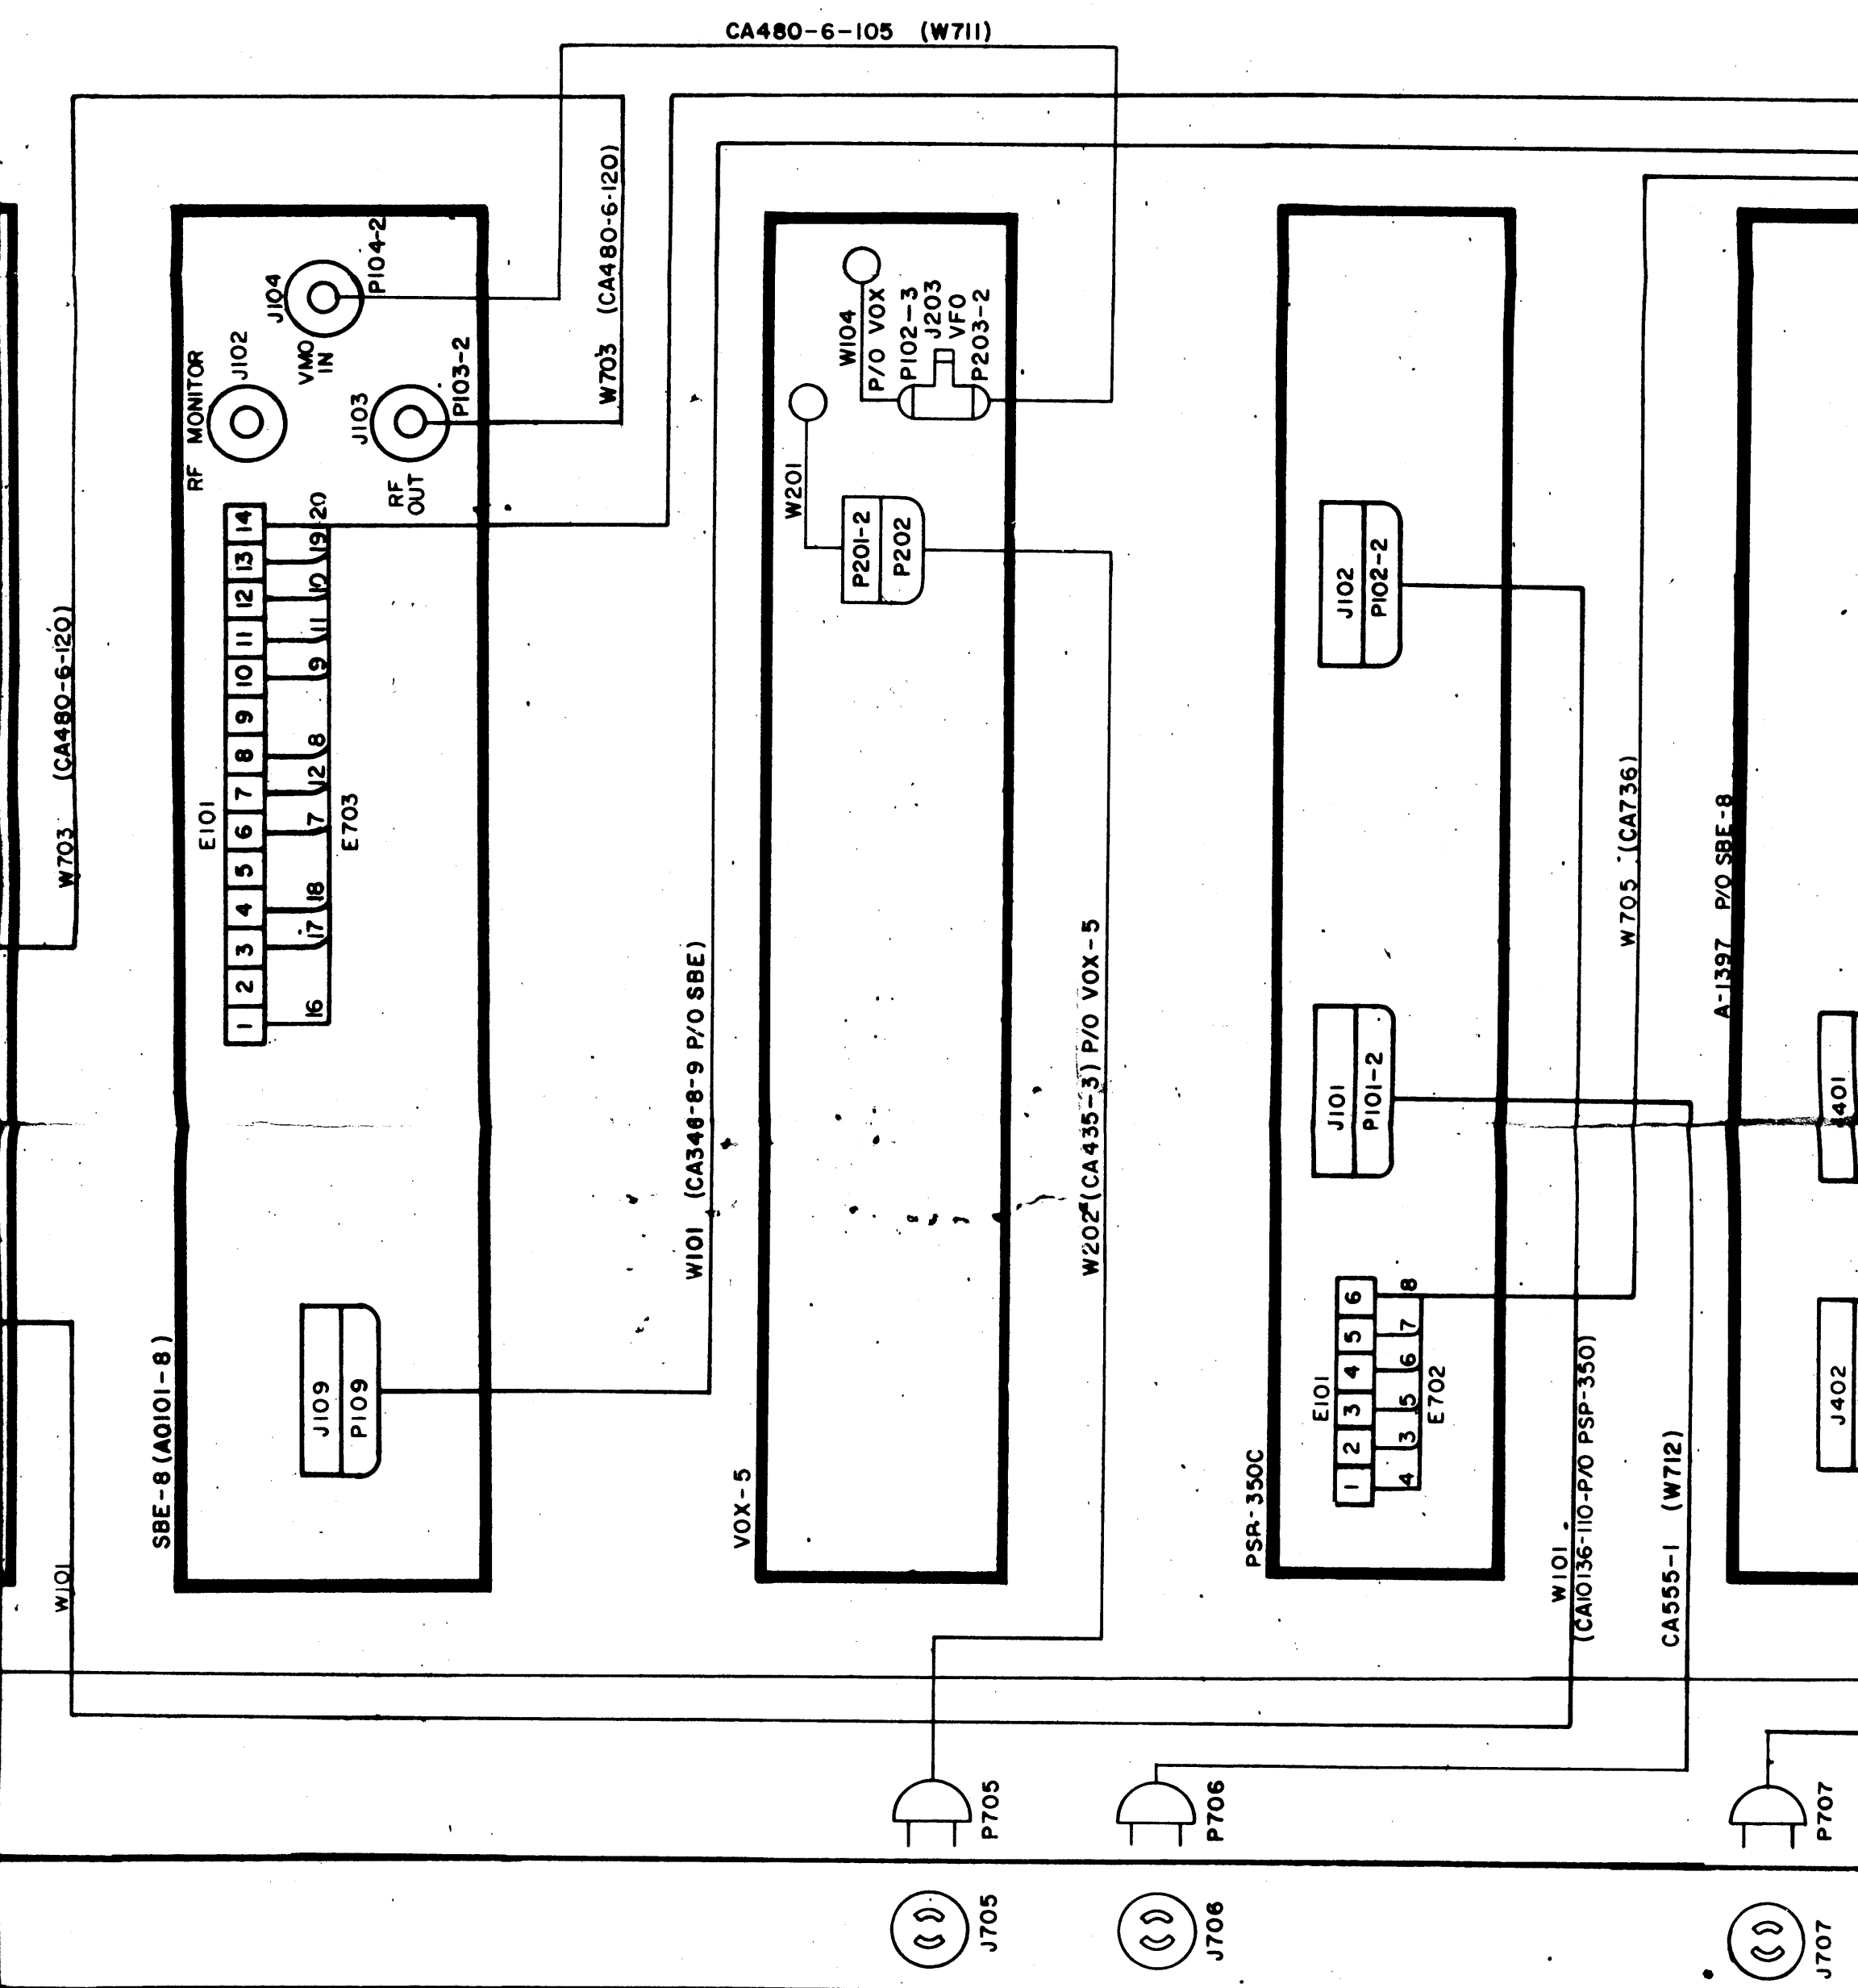 CA480-6-105 (W711)
W703 (CA480-6-120)
W101
SBE-8 (A0101-8)
RF MONITOR
J102
J104
P104-2
VMO
IN
J103
P103-2
RF
OUT
W703 (CA480-6-120)
E101
1 2 3 4 5 6 7 8 9 10 11 12 13 14
16 17 18 7 12 8 9 11 10 19 20
E703
J109
P109
W101 (CA346-8-9 P/O SBE)
VOX-5
W104
P/O VOX
P102-3
J203
VFO
P203-2
W201
P201-2
P202
W202 (CA435-3) P/O VOX-5
PSR-350C
J102
P102-2
J101
P101-2
E101
1 2 3 4 5 6
4 3 5 6 7 8
E702
W101
(CA10136-110-P/O PSP-350)
W705 (CA736)
CA555-1 (W712)
A-1397 P/O SBE-8
J402
P705
P706
P707
J705
J706
J707